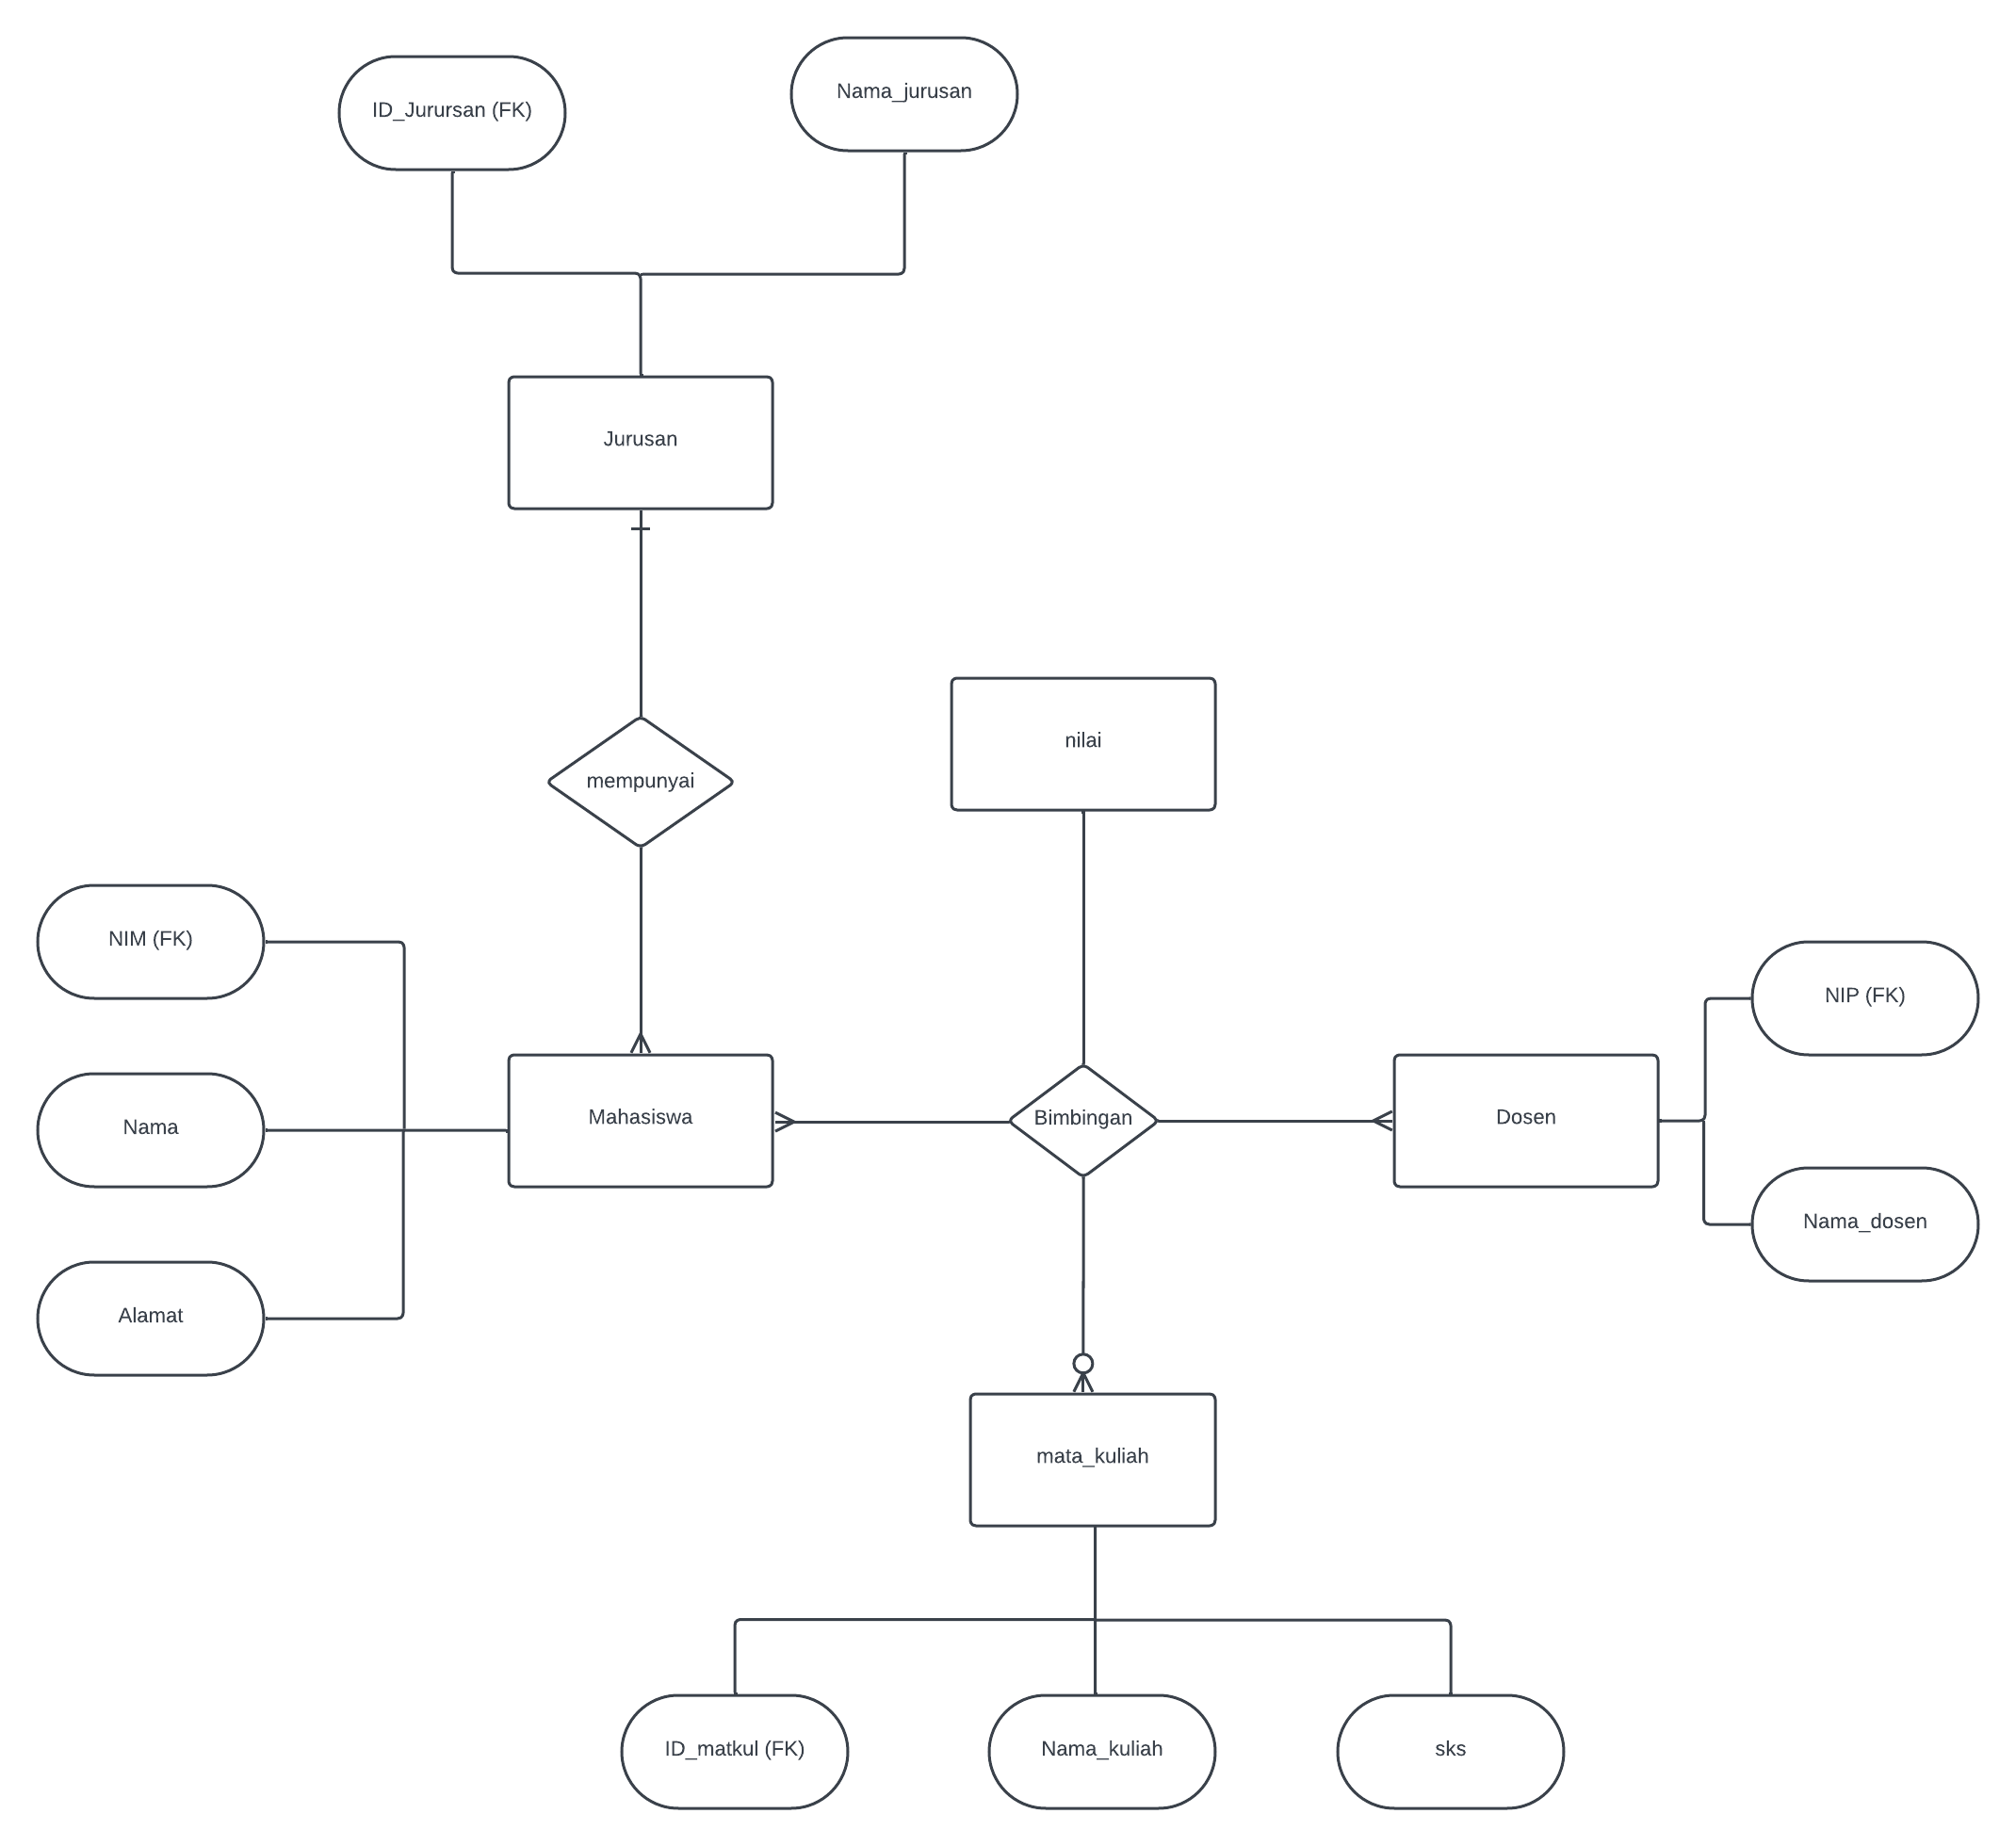 ID_Jurursan (FK)
Nama_jurusan
Jurusan
mempunyai
nilai
NIM (FK)
Nama
Alamat
Mahasiswa
Bimbingan
Dosen
NIP (FK)
Nama_dosen
mata_kuliah
ID_matkul (FK)
Nama_kuliah
sks